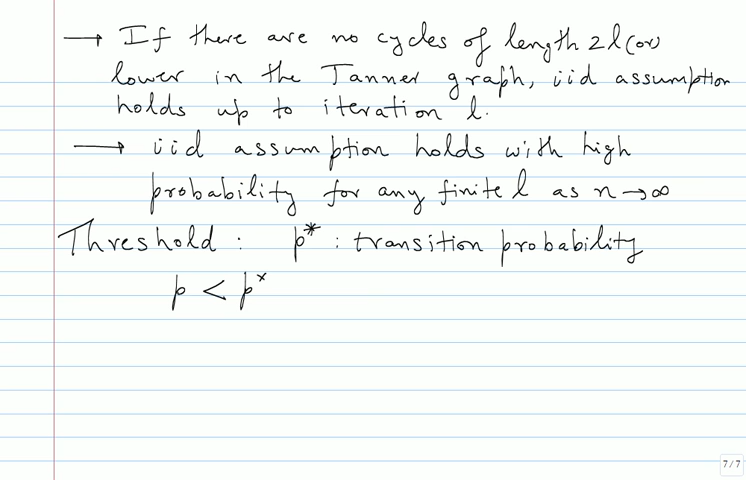 → If there are no cycles of length 2l (or)
lower in the Tanner graph, iid assumption
holds up to iteration l.
→ iid assumption holds with high
probability for any finite l as n→∞
Threshold : p* : transition probability
p < p*
7/7